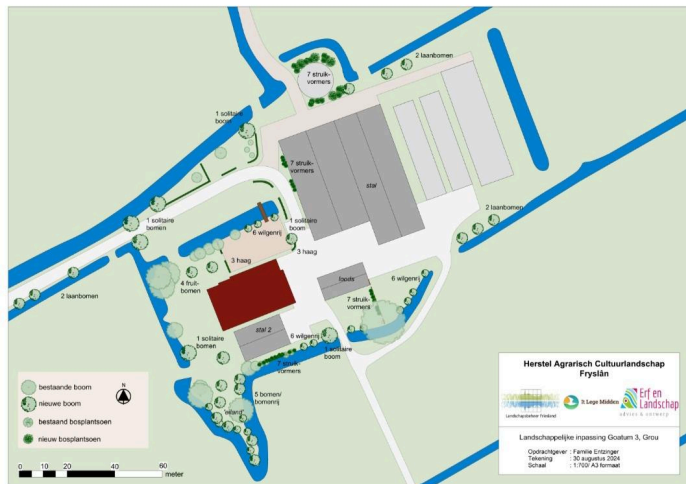 2 laanbomen
7 struik-
vormers
1 solitaire
boom
7 struik-
vormers
stal
1 solitaire
bomen
6 wilgenrij
1 solitaire
boom
2 laanbomen
3 haag
3 haag
4 fruit-
bomen
2 laanbomen
loods
6 wilgenrij
7 struik-
vormers
1 solitaire
bomen
stal 2
6 wilgenrij
1 solitaire
boom
7 struik-
vormers
5 bomen/
bomenrij
'eiland'
bestaande boom
nieuwe boom
bestaand bosplantsoen
nieuw bosplantsoen
N
0 5 10 20 30 40 50 60
meter
Herstel Agrarisch Cultuurlandschap
Fryslân
Landschapsbeheer Friesland
It Lege Midden
Erf en
Landschap
advies & ontwerp
Landschappelijke inpassing Goatum 3, Grou
Opdrachtgever : Familie Entzinger
Tekening : 30 augustus 2024
Schaal : 1:700/ A3 formaat